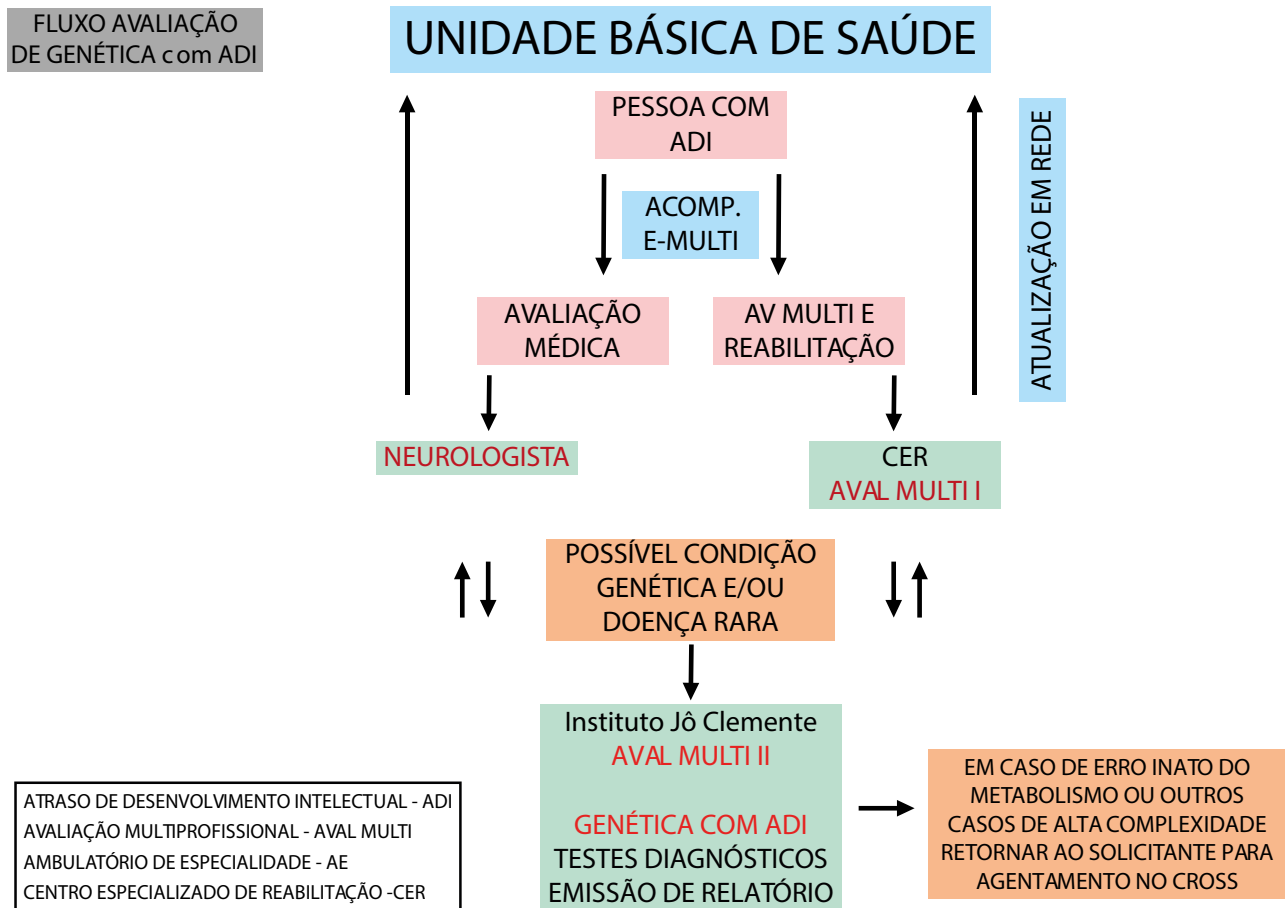 FLUXO AVALIAÇÃO
DE GENÉTICA com ADI
UNIDADE BÁSICA DE SAÚDE
PESSOA COM
ADI
ACOMP.
E-MULTI
ATUALIZAÇÃO EM REDE
AVALIAÇÃO
MÉDICA
AV MULTI E
REABILITAÇÃO
NEUROLOGISTA
CER
AVAL MULTI I
POSSÍVEL CONDIÇÃO
GENÉTICA E/OU
DOENÇA RARA
Instituto Jô Clemente
AVAL MULTI II
GENÉTICA COM ADI
TESTES DIAGNÓSTICOS
EMISSÃO DE RELATÓRIO
EM CASO DE ERRO INATO DO
METABOLISMO OU OUTROS
CASOS DE ALTA COMPLEXIDADE
RETORNAR AO SOLICITANTE PARA
AGENTAMENTO NO CROSS
ATRASO DE DESENVOLVIMENTO INTELECTUAL - ADI
AVALIAÇÃO MULTIPROFISSIONAL - AVAL MULTI
AMBULATÓRIO DE ESPECIALIDADE - AE
CENTRO ESPECIALIZADO DE REABILITAÇÃO -CER